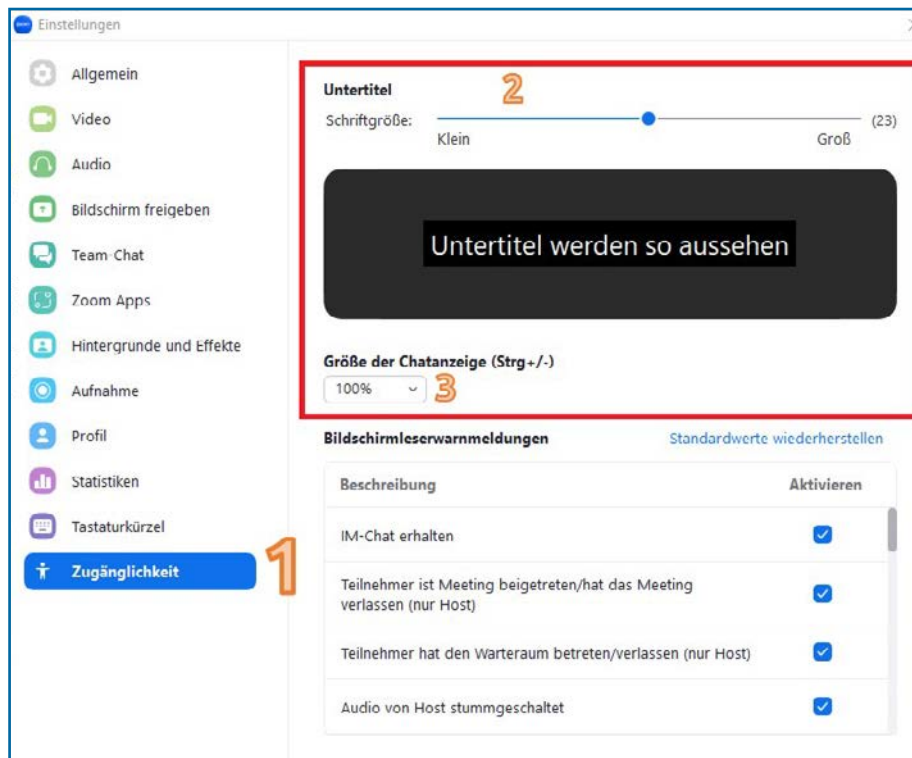 Einstellungen
Allgemein
Video
Audio
Bildschirm freigeben
Team-Chat
Zoom Apps
Hintergrunde und Effekte
Aufnahme
Profil
Statistiken
Tastaturkürzel
Zugänglichkeit
1
2
Untertitel
Schriftgröße:
(23)
Klein Groß
Untertitel werden so aussehen
Größe der Chatanzeige (Strg+/-)
100% 3
Bildschirmleserwarnmeldungen Standardwerte wiederherstellen
Beschreibung Aktivieren
IM-Chat erhalten
Teilnehmer ist Meeting beigetreten/hat das Meeting
verlassen (nur Host)
Teilnehmer hat den Warteraum betreten/verlassen (nur Host)
Audio von Host stummgeschaltet